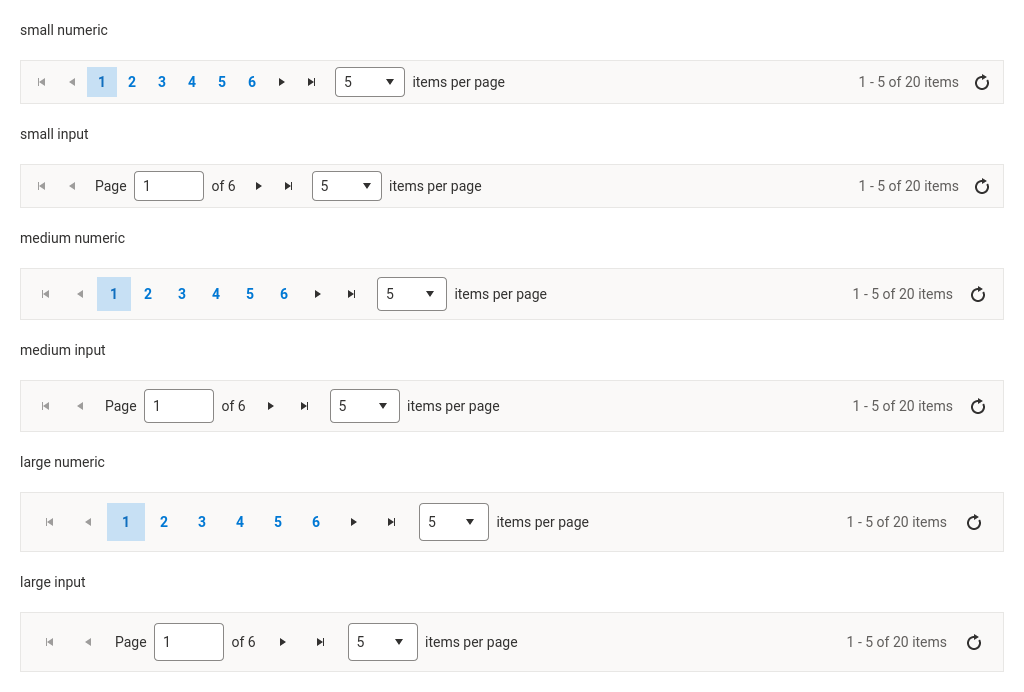 small numeric
1 2 3 4 5 6 5 items per page 1 - 5 of 20 items
small input
Page 1 of 6 5 items per page 1 - 5 of 20 items
medium numeric
1 2 3 4 5 6 5 items per page 1 - 5 of 20 items
medium input
Page 1 of 6 5 items per page 1 - 5 of 20 items
large numeric
1 2 3 4 5 6 5 items per page 1 - 5 of 20 items
large input
Page 1 of 6 5 items per page 1 - 5 of 20 items